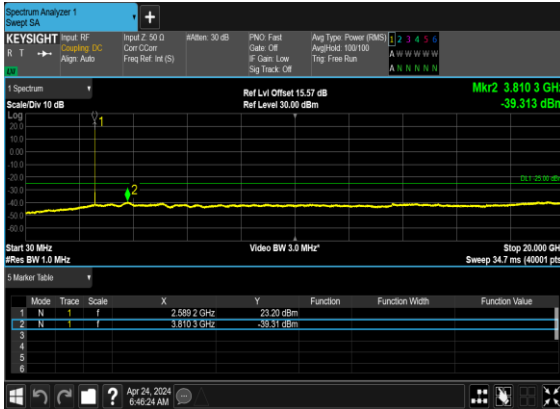 Spectrum Analyzer 1
Swept SA
+
KEYSIGHT Input: RF Input Z: 50 Ω #Atten: 30 dB PNO: Fast Avg Type: Power (RMS) 1 2 3 4 5 6
R T Coupling: DC Corr CCorr Gate: Off Avg|Hold: 100/100 A W W W W W
Align: Auto Freq Ref: Int (S) IF Gain: Low Trig: Free Run
Sig Track: Off A N N N N N
1 Spectrum
Scale/Div 10 dB
Ref Lvl Offset 15.57 dB
Ref Level 30.00 dBm
Mkr2 3.810 3 GHz
-39.313 dBm
Log
20.0
10.0
0.00
-10.0
-20.0
-30.0
-40.0
-50.0
-60.0
1
2
Start 30 MHz
#Res BW 1.0 MHz
Video BW 3.0 MHz*
Stop 20.000 GH
Sweep 34.7 ms (40001 pts
5 Marker Table
Mode Trace Scale X Y Function Function Width Function Value
1 N 1 f 2.589 2 GHz 23.20 dBm
2 N 1 f 3.810 3 GHz -39.31 dBm
3
4
5
6
?
Apr 24, 2024
6:46:24 AM